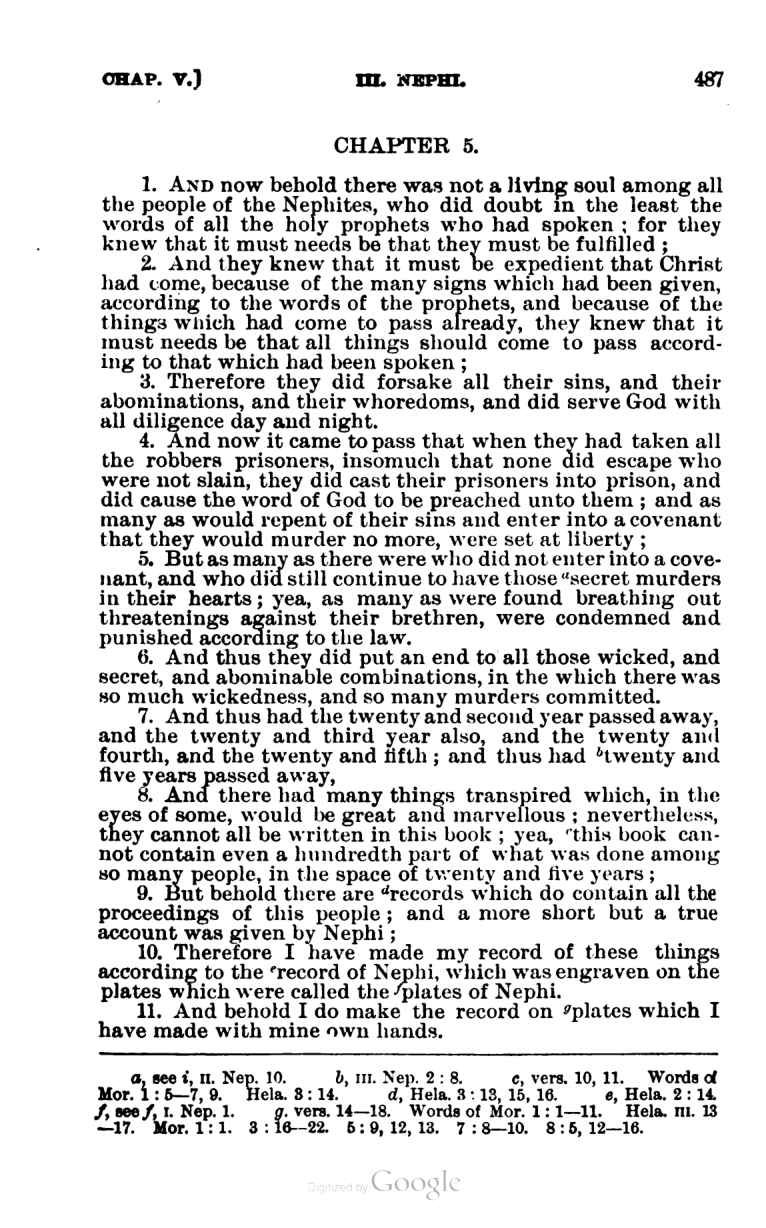 CHAP. V.] III. NEPHI. 487
CHAPTER 5.
1. AND now behold there was not a living soul among all
the people of the Nephites, who did doubt in the least the
words of all the holy prophets who had spoken ; for they
knew that it must needs be that they must be fulfilled ;
2. And they knew that it must be expedient that Christ
had come, because of the many signs which had been given,
according to the words of the prophets, and because of the
things which had come to pass already, they knew that it
must needs be that all things should come to pass accord-
ing to that which had been spoken ;
3. Therefore they did forsake all their sins, and their
abominations, and their whoredoms, and did serve God with
all diligence day and night.
4. And now it came to pass that when they had taken all
the robbers prisoners, insomuch that none did escape who
were not slain, they did cast their prisoners into prison, and
did cause the word of God to be preached unto them ; and as
many as would repent of their sins and enter into a covenant
that they would murder no more, were set at liberty ;
5. But as many as there were who did not enter into a cove-
nant, and who did still continue to have those ᵃsecret murders
in their hearts ; yea, as many as were found breathing out
threatenings against their brethren, were condemned and
punished according to the law.
6. And thus they did put an end to all those wicked, and
secret, and abominable combinations, in the which there was
so much wickedness, and so many murders committed.
7. And thus had the twenty and second year passed away,
and the twenty and third year also, and the twenty and
fourth, and the twenty and fifth ; and thus had ᵇtwenty and
five years passed away,
8. And there had many things transpired which, in the
eyes of some, would be great and marvellous ; nevertheless,
they cannot all be written in this book ; yea, ᶜthis book can-
not contain even a hundredth part of what was done among
so many people, in the space of twenty and five years ;
9. But behold there are ᵈrecords which do contain all the
proceedings of this people ; and a more short but a true
account was given by Nephi ;
10. Therefore I have made my record of these things
according to the ᵉrecord of Nephi, which was engraven on the
plates which were called the ᶠplates of Nephi.
11. And behold I do make the record on ᵍplates which I
have made with mine own hands.
a, see i, II. Nep. 10. b, III. Nep. 2 : 8. c, vers. 10, 11. Words of
Mor. 1 : 5—7, 9. Hela. 3 : 14. d, Hela. 3 : 13, 15, 16. e, Hela. 2 : 14.
f, see f, I. Nep. 1. g. vers. 14—18. Words of Mor. 1 : 1—11. Hela. III. 13
—17. Mor. 1 : 1. 3 : 16—22. 5 : 9, 12, 13. 7 : 8—10. 8 : 5, 12—16.
Digitized by Google